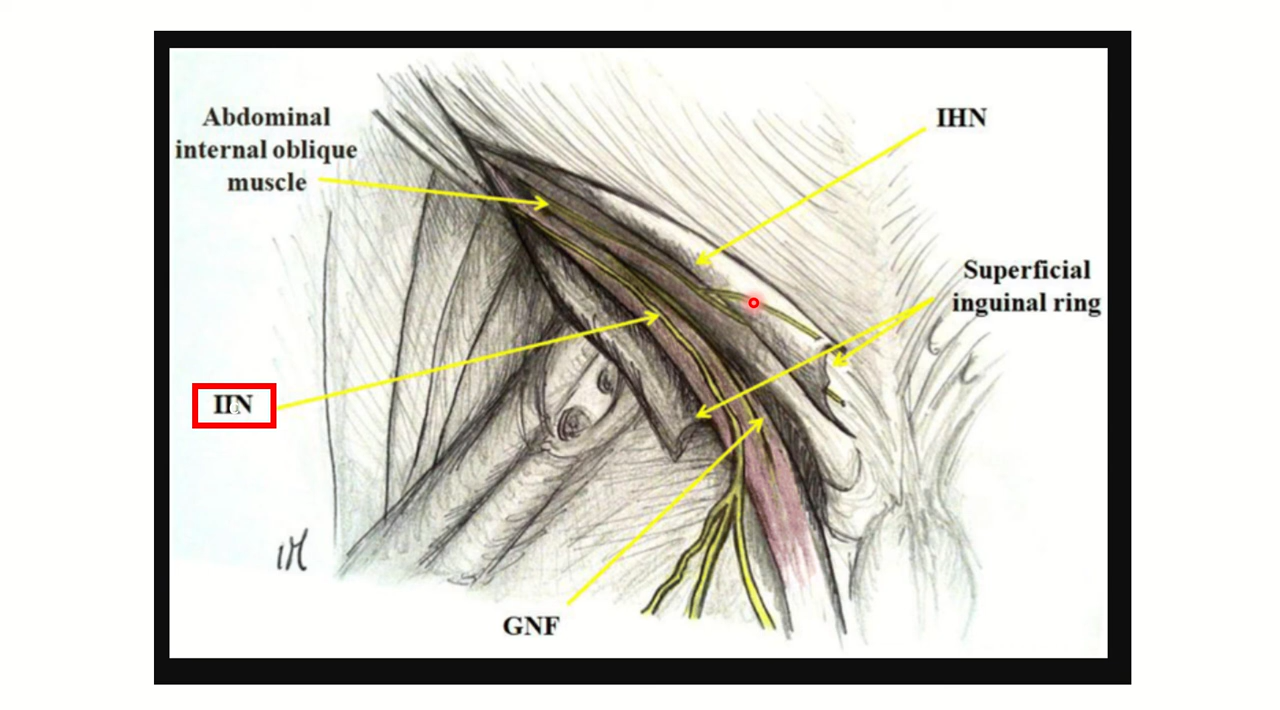 Abdominal
internal oblique
muscle
IHN
Superficial
inguinal ring
IIN
GNF